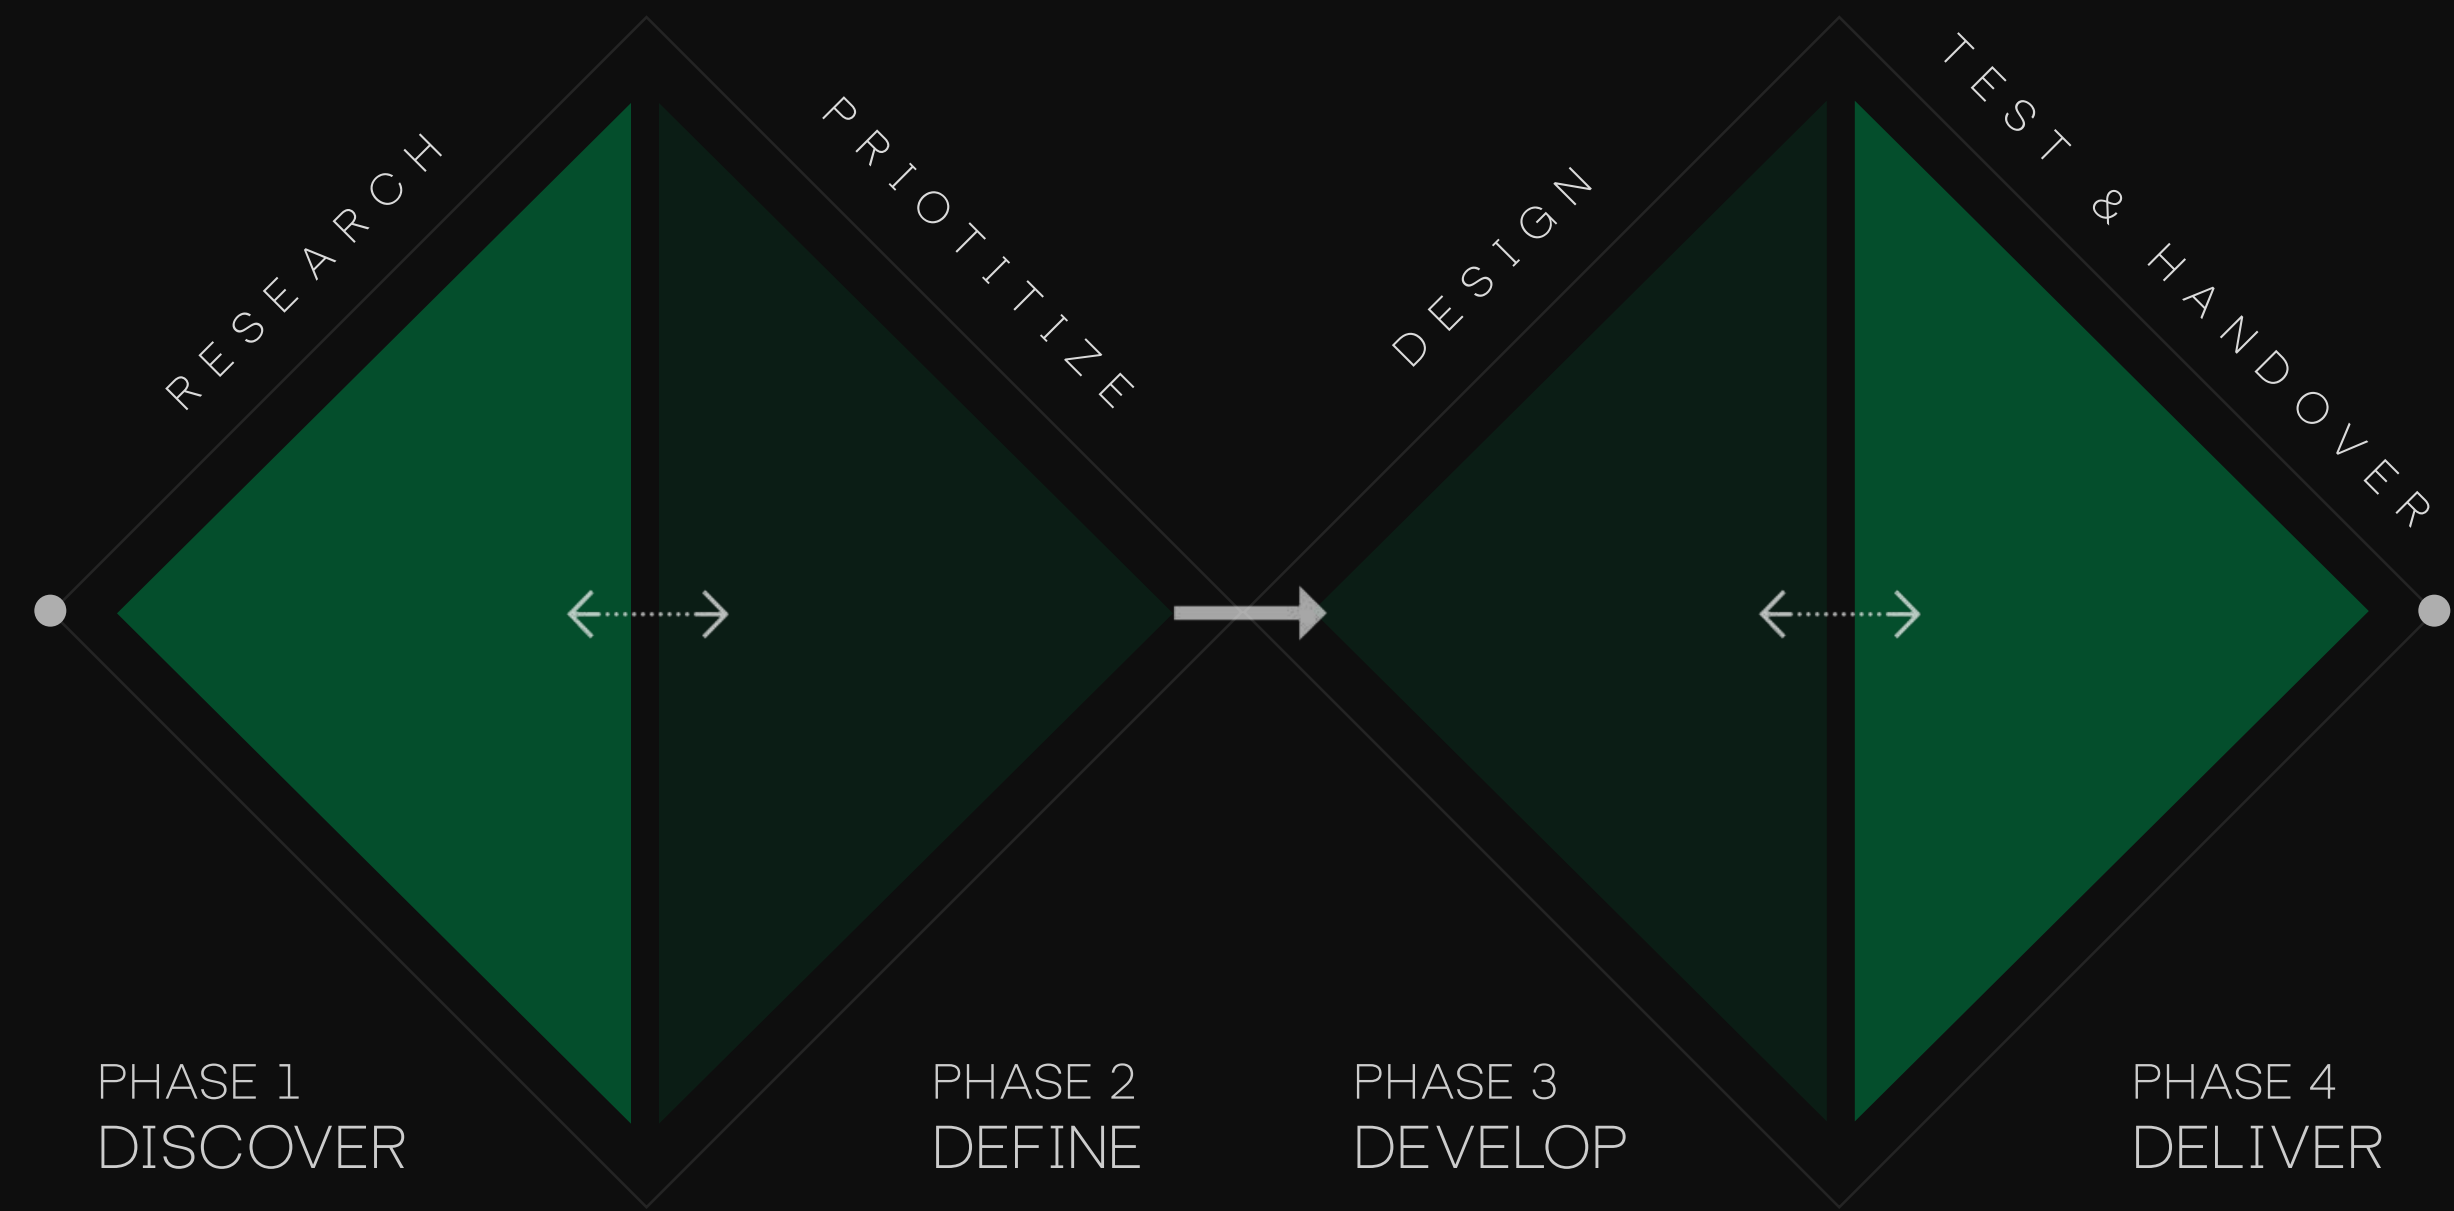 RESEARCH
PRIOTITIZE
DESIGN
TEST & HANDOVER
PHASE 1
DISCOVER
PHASE 2
DEFINE
PHASE 3
DEVELOP
PHASE 4
DELIVER